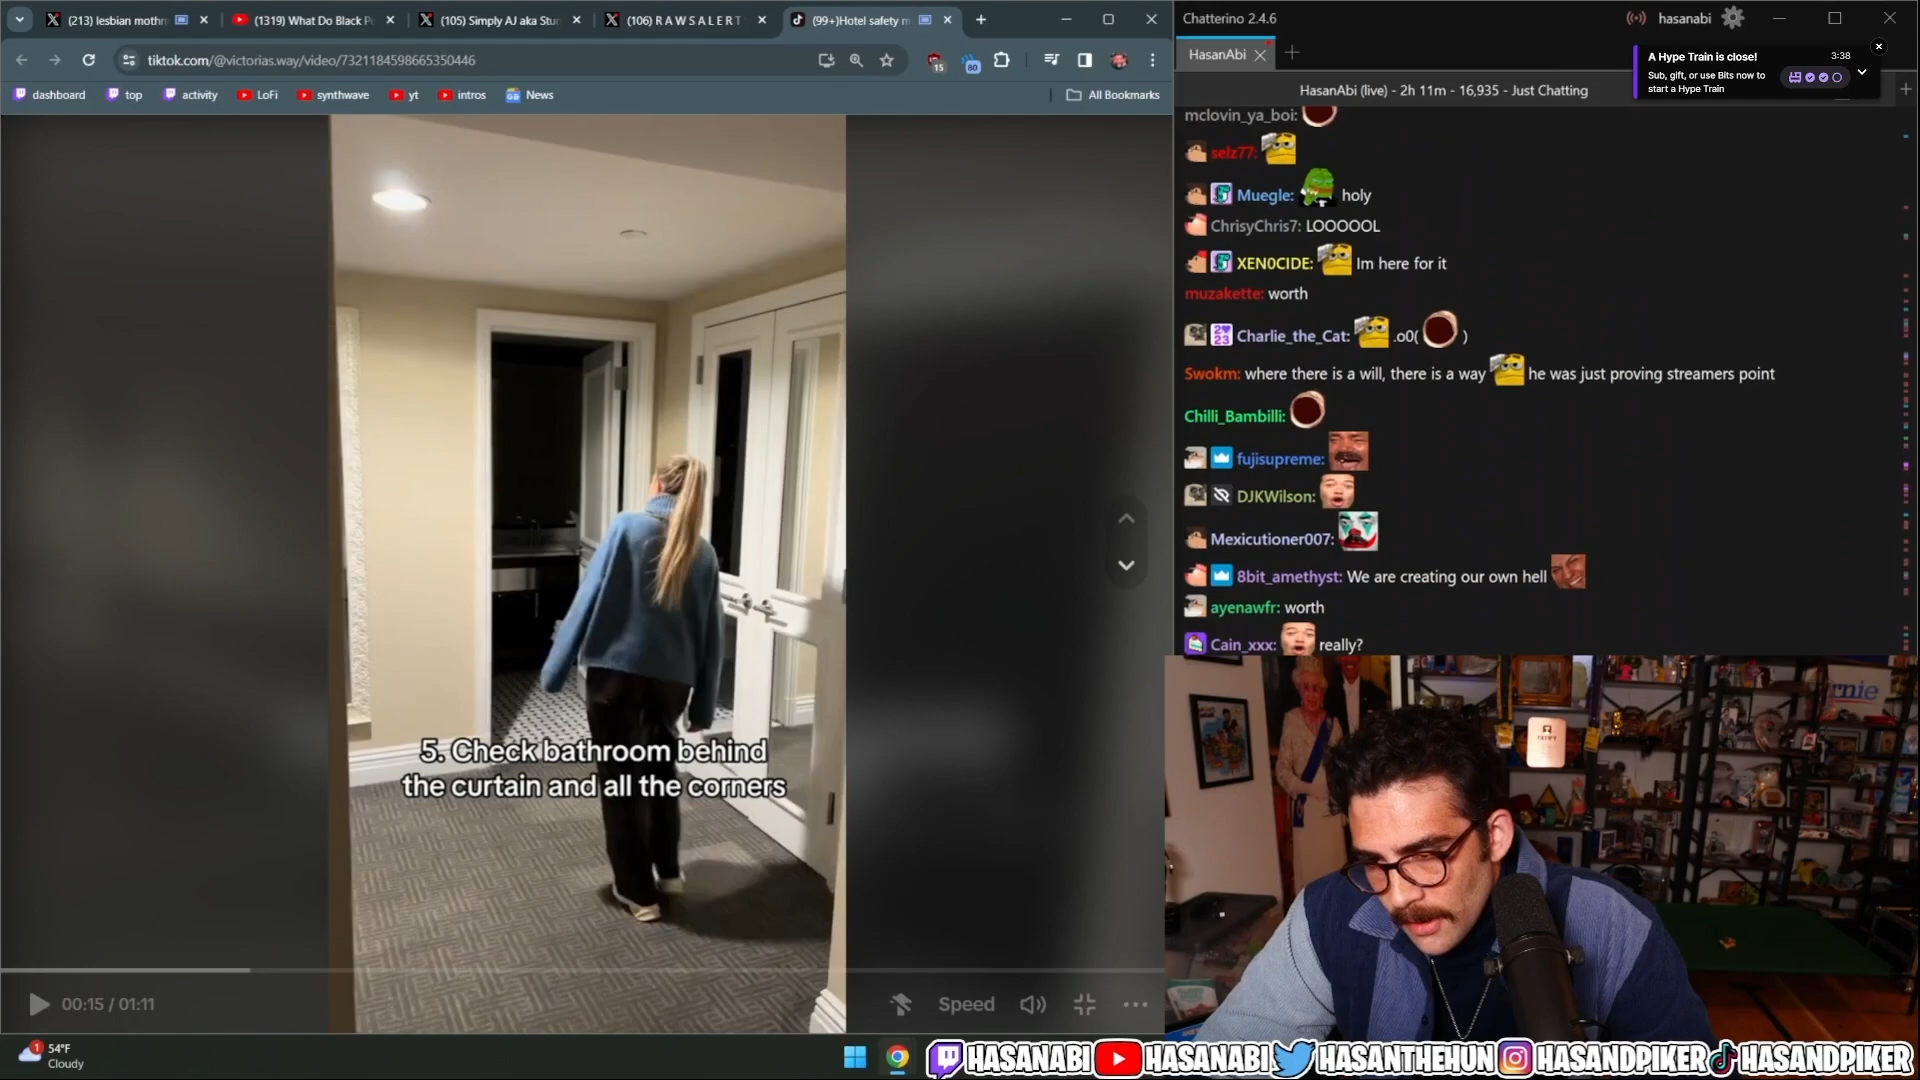 (213) lesbian mothm
(1319) What Do Black P
(105) Simply AJ aka Stu
(106) R A W S A L E R T
(99+)Hotel safety m
tiktok.com/@victorias.way/video/7321184598665350446
15
80
dashboard
top
activity
LoFi
synthwave
yt
intros
News
All Bookmarks
5. Check bathroom behind
the curtain and all the corners
00:15 / 01:11
Speed
1
54°F
Cloudy
Chatterino 2.4.6
hasanabi
HasanAbi
A Hype Train is close!
3:38
Sub, gift, or use Bits now to
start a Hype Train
HasanAbi (live) - 2h 11m - 16,935 - Just Chatting
mclovin_ya_boi:
selz77:
Muegle: holy
ChrisyChris7: LOOOOOL
XEN0CIDE: Im here for it
muzakette: worth
Charlie_the_Cat: .o0( )
Swokm: where there is a will, there is a way he was just proving streamers point
Chilli_Bambilli:
fujisupreme:
DJKWilson:
Mexicutioner007:
8bit_amethyst: We are creating our own hell
ayenawfr: worth
Cain_xxx: really?
HASANABI
HASANABI
HASANTHEHUN
HASANDPIKER
HASANDPIKER